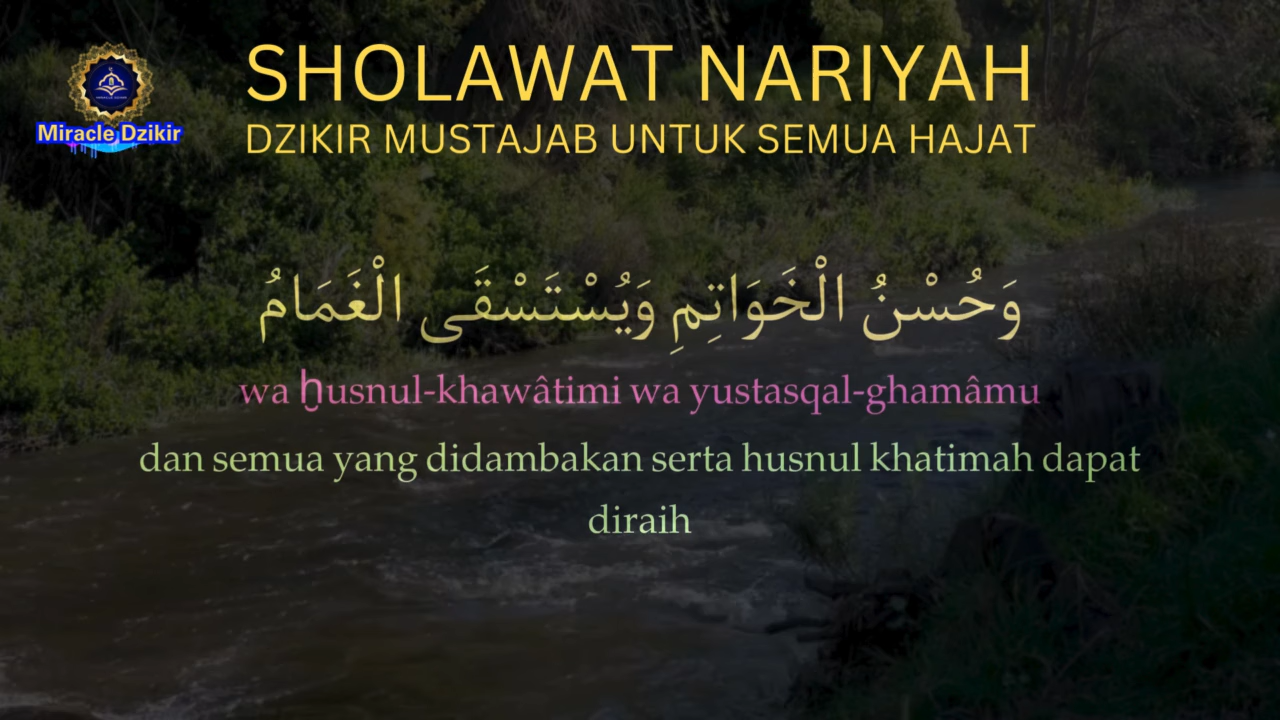 Miracle Dzikir
SHOLAWAT NARIYAH
DZIKIR MUSTAJAB UNTUK SEMUA HAJAT
وَحُسْنُ الْخَوَاتِمِ وَيُسْتَسْقَى الْغَمَامُ
wa ḫusnul-khawâtimi wa yustasqal-ghamâmu
dan semua yang didambakan serta husnul khatimah dapat
diraih